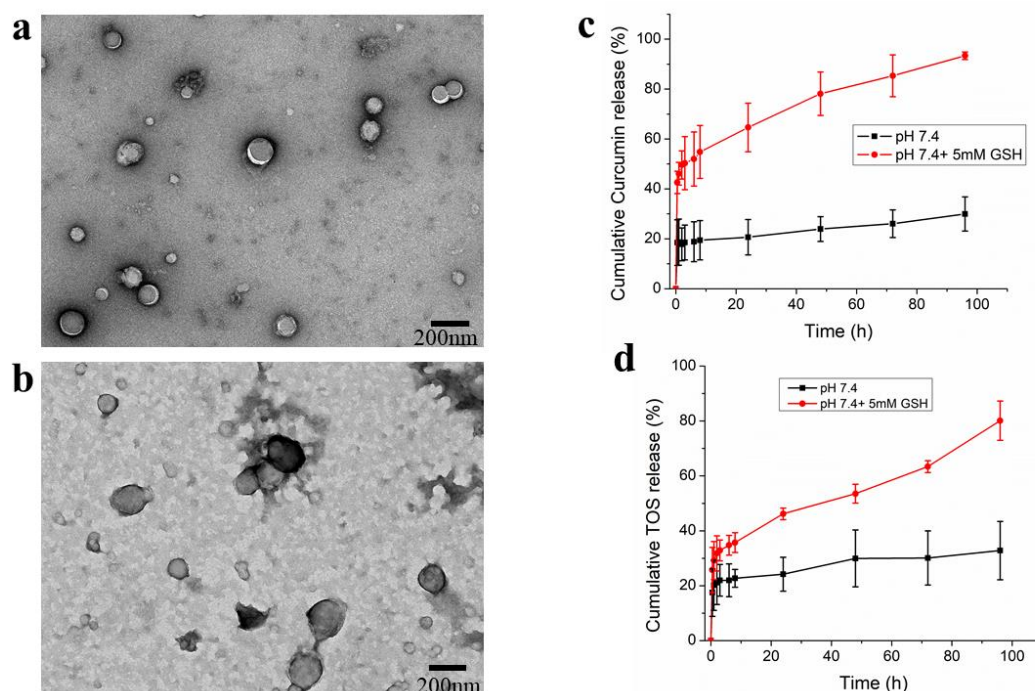 a
200nm
b
200nm
c
Cumulative Curcumin release (%)
100
80
60
40
20
0
pH 7.4
pH 7.4+ 5mM GSH
0 20 40 60 80 100
Time (h)
d
Cumulative TOS release (%)
100
80
60
40
20
0
pH 7.4
pH 7.4+ 5mM GSH
0 20 40 60 80 100
Time (h)